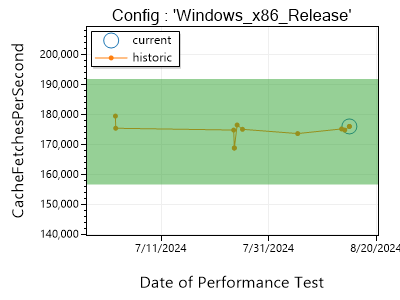 Config : 'Windows_x86_Release'
current
historic
CacheFetchesPerSecond
200,000
190,000
180,000
170,000
160,000
150,000
140,000
7/11/2024
7/31/2024
8/20/2024
Date of Performance Test